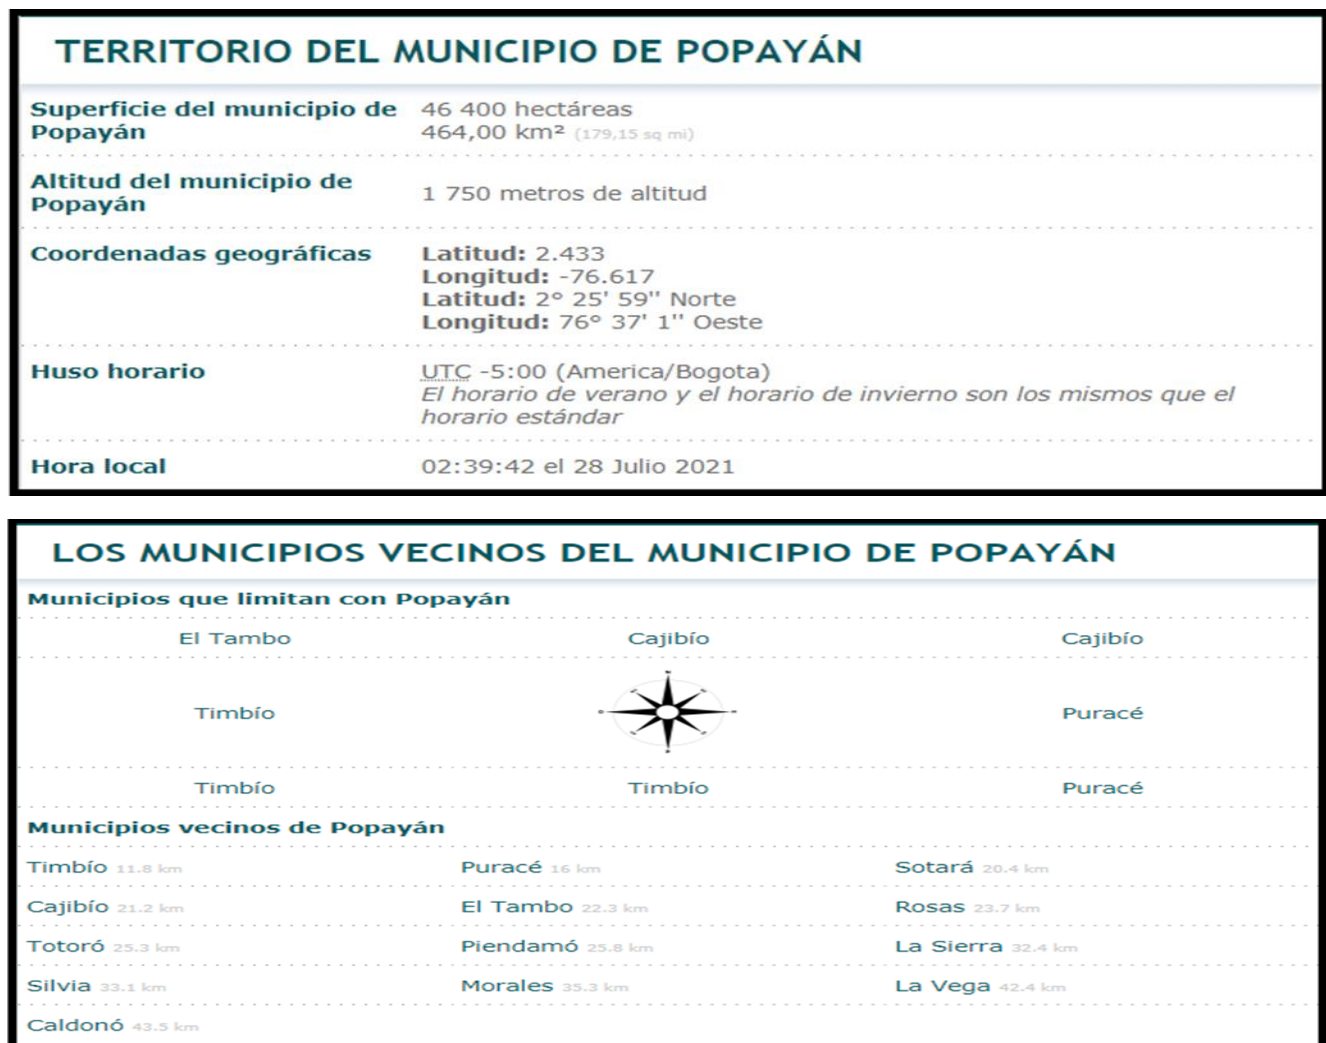 TERRITORIO DEL MUNICIPIO DE POPAYÁN
Superficie del municipio de Popayán
46 400 hectáreas
464,00 km² (179,15 sq mi)
Altitud del municipio de Popayán
1 750 metros de altitud
Coordenadas geográficas
Latitud: 2.433
Longitud: -76.617
Latitud: 2° 25' 59'' Norte
Longitud: 76° 37' 1'' Oeste
Huso horario
UTC -5:00 (America/Bogota)
El horario de verano y el horario de invierno son los mismos que el
horario estándar
Hora local
02:39:42 el 28 Julio 2021
LOS MUNICIPIOS VECINOS DEL MUNICIPIO DE POPAYÁN
Municipios que limitan con Popayán
El Tambo Cajibío Cajibío
Timbío Puracé
Timbío Timbío Puracé
Municipios vecinos de Popayán
Timbío 11.8 km Puracé 16 km Sotará 20.4 km
Cajibío 21.2 km El Tambo 22.3 km Rosas 23.7 km
Totoró 25.3 km Piendamó 25.8 km La Sierra 32.4 km
Silvia 33.1 km Morales 35.3 km La Vega 42.4 km
Caldonó 43.5 km